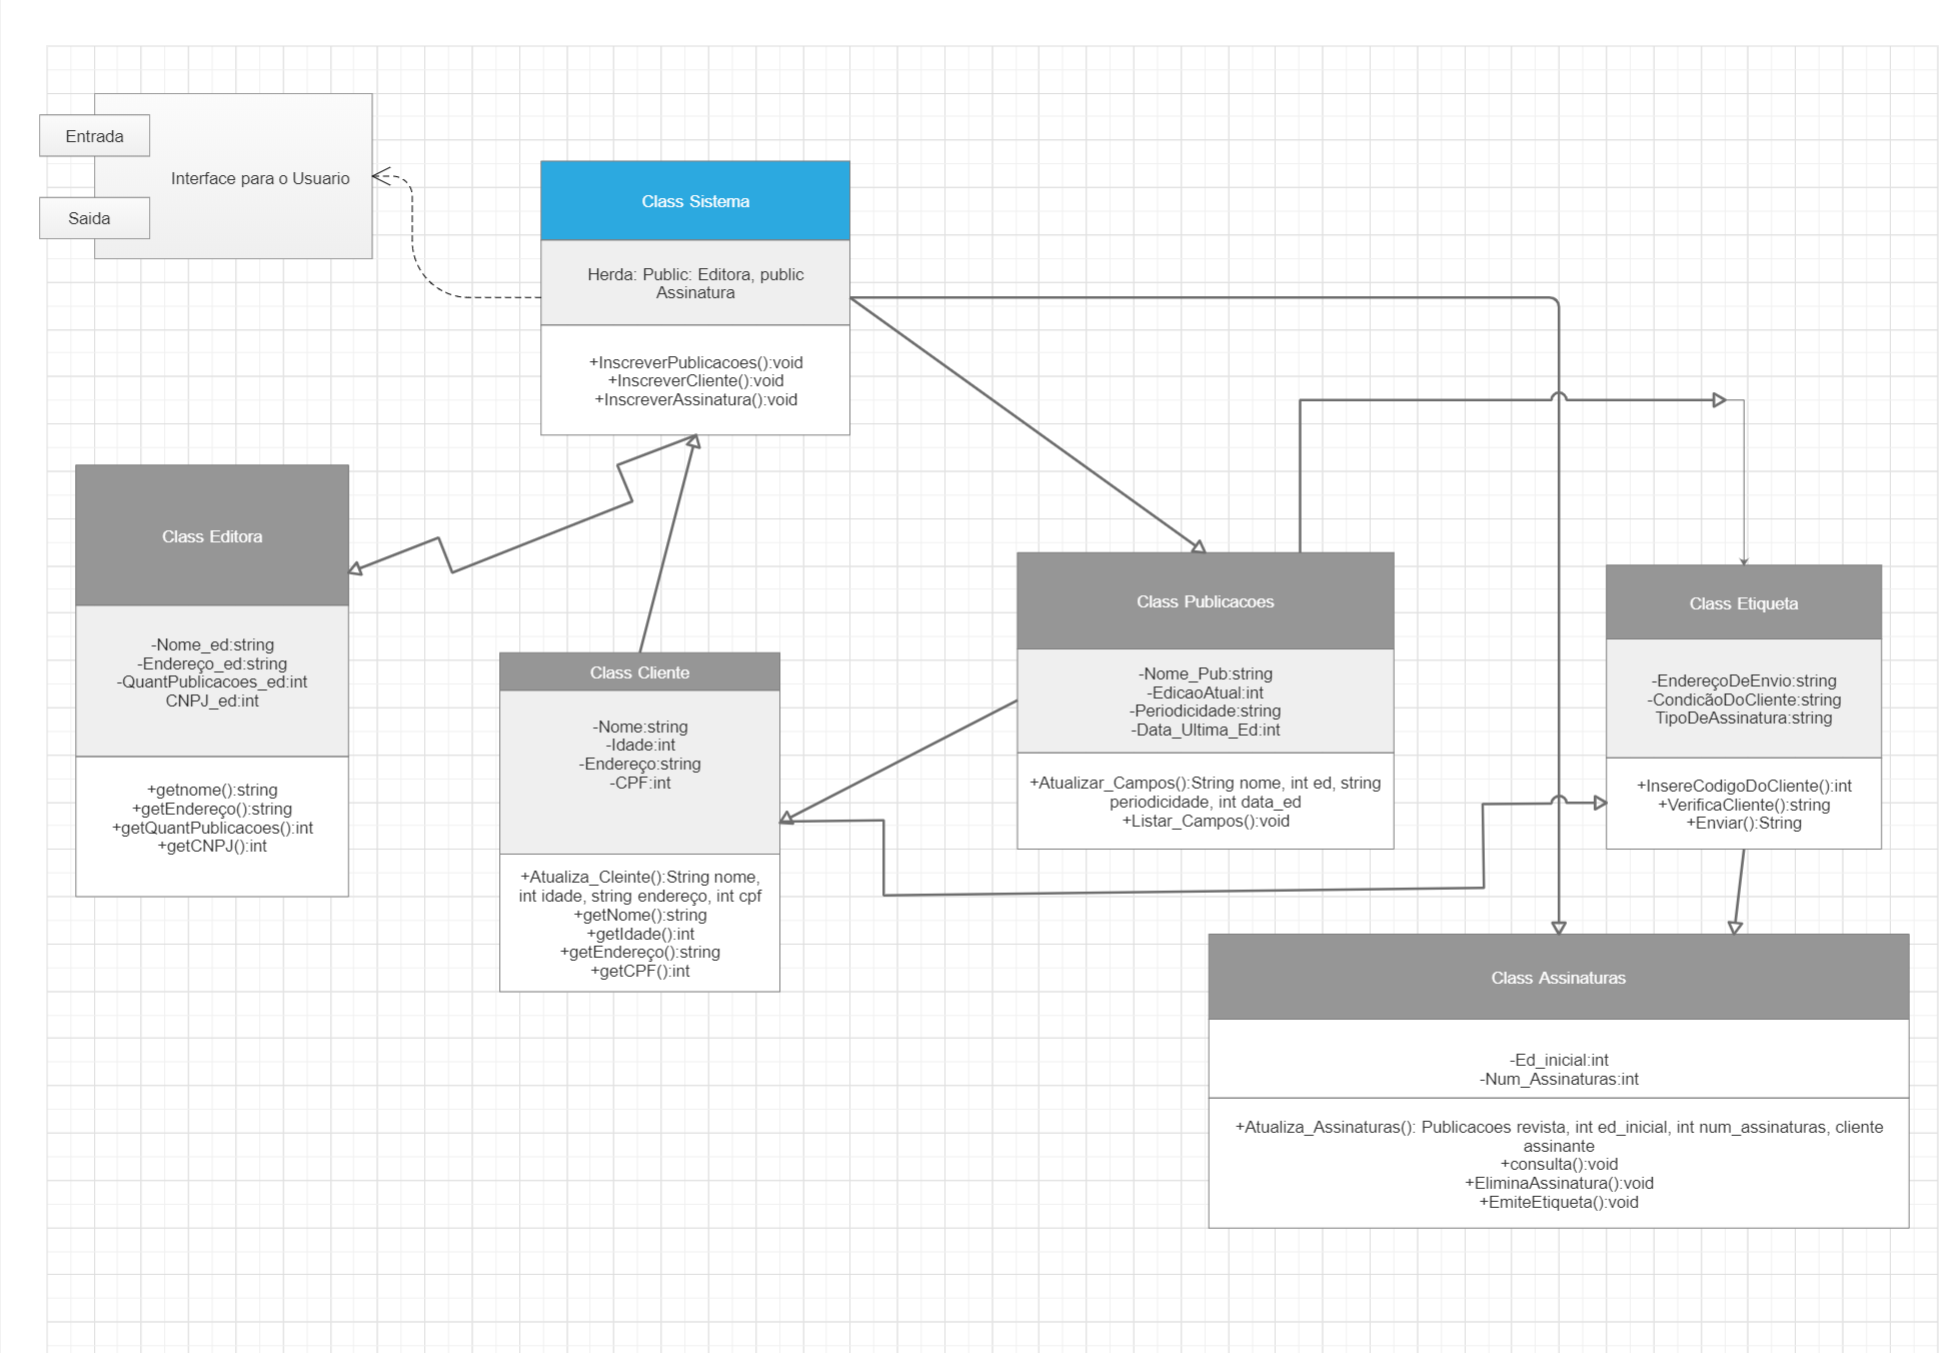 Entrada
Interface para o Usuario
Saida
Class Sistema
Herda: Public: Editora, public
Assinatura
+InscreverPublicacoes():void
+InscreverCliente():void
+InscreverAssinatura():void
Class Editora
-Nome_ed:string
-Endereço_ed:string
-QuantPublicacoes_ed:int
CNPJ_ed:int
+getnome():string
+getEndereço():string
+getQuantPublicacoes():int
+getCNPJ():int
Class Cliente
-Nome:string
-Idade:int
-Endereço:string
-CPF:int
+Atualiza_Cleinte():String nome,
int idade, string endereço, int cpf
+getNome():string
+getIdade():int
+getEndereço():string
+getCPF():int
Class Publicacoes
-Nome_Pub:string
-EdicaoAtual:int
-Periodicidade:string
-Data_Ultima_Ed:int
+Atualizar_Campos():String nome, int ed, string
periodicidade, int data_ed
+Listar_Campos():void
Class Etiqueta
-EndereçoDeEnvio:string
-CondicãoDoCliente:string
TipoDeAssinatura:string
+InsereCodigoDoCliente():int
+VerificaCliente():string
+Enviar():String
Class Assinaturas
-Ed_inicial:int
-Num_Assinaturas:int
+Atualiza_Assinaturas(): Publicacoes revista, int ed_inicial, int num_assinaturas, cliente
assinante
+consulta():void
+EliminaAssinatura():void
+EmiteEtiqueta():void